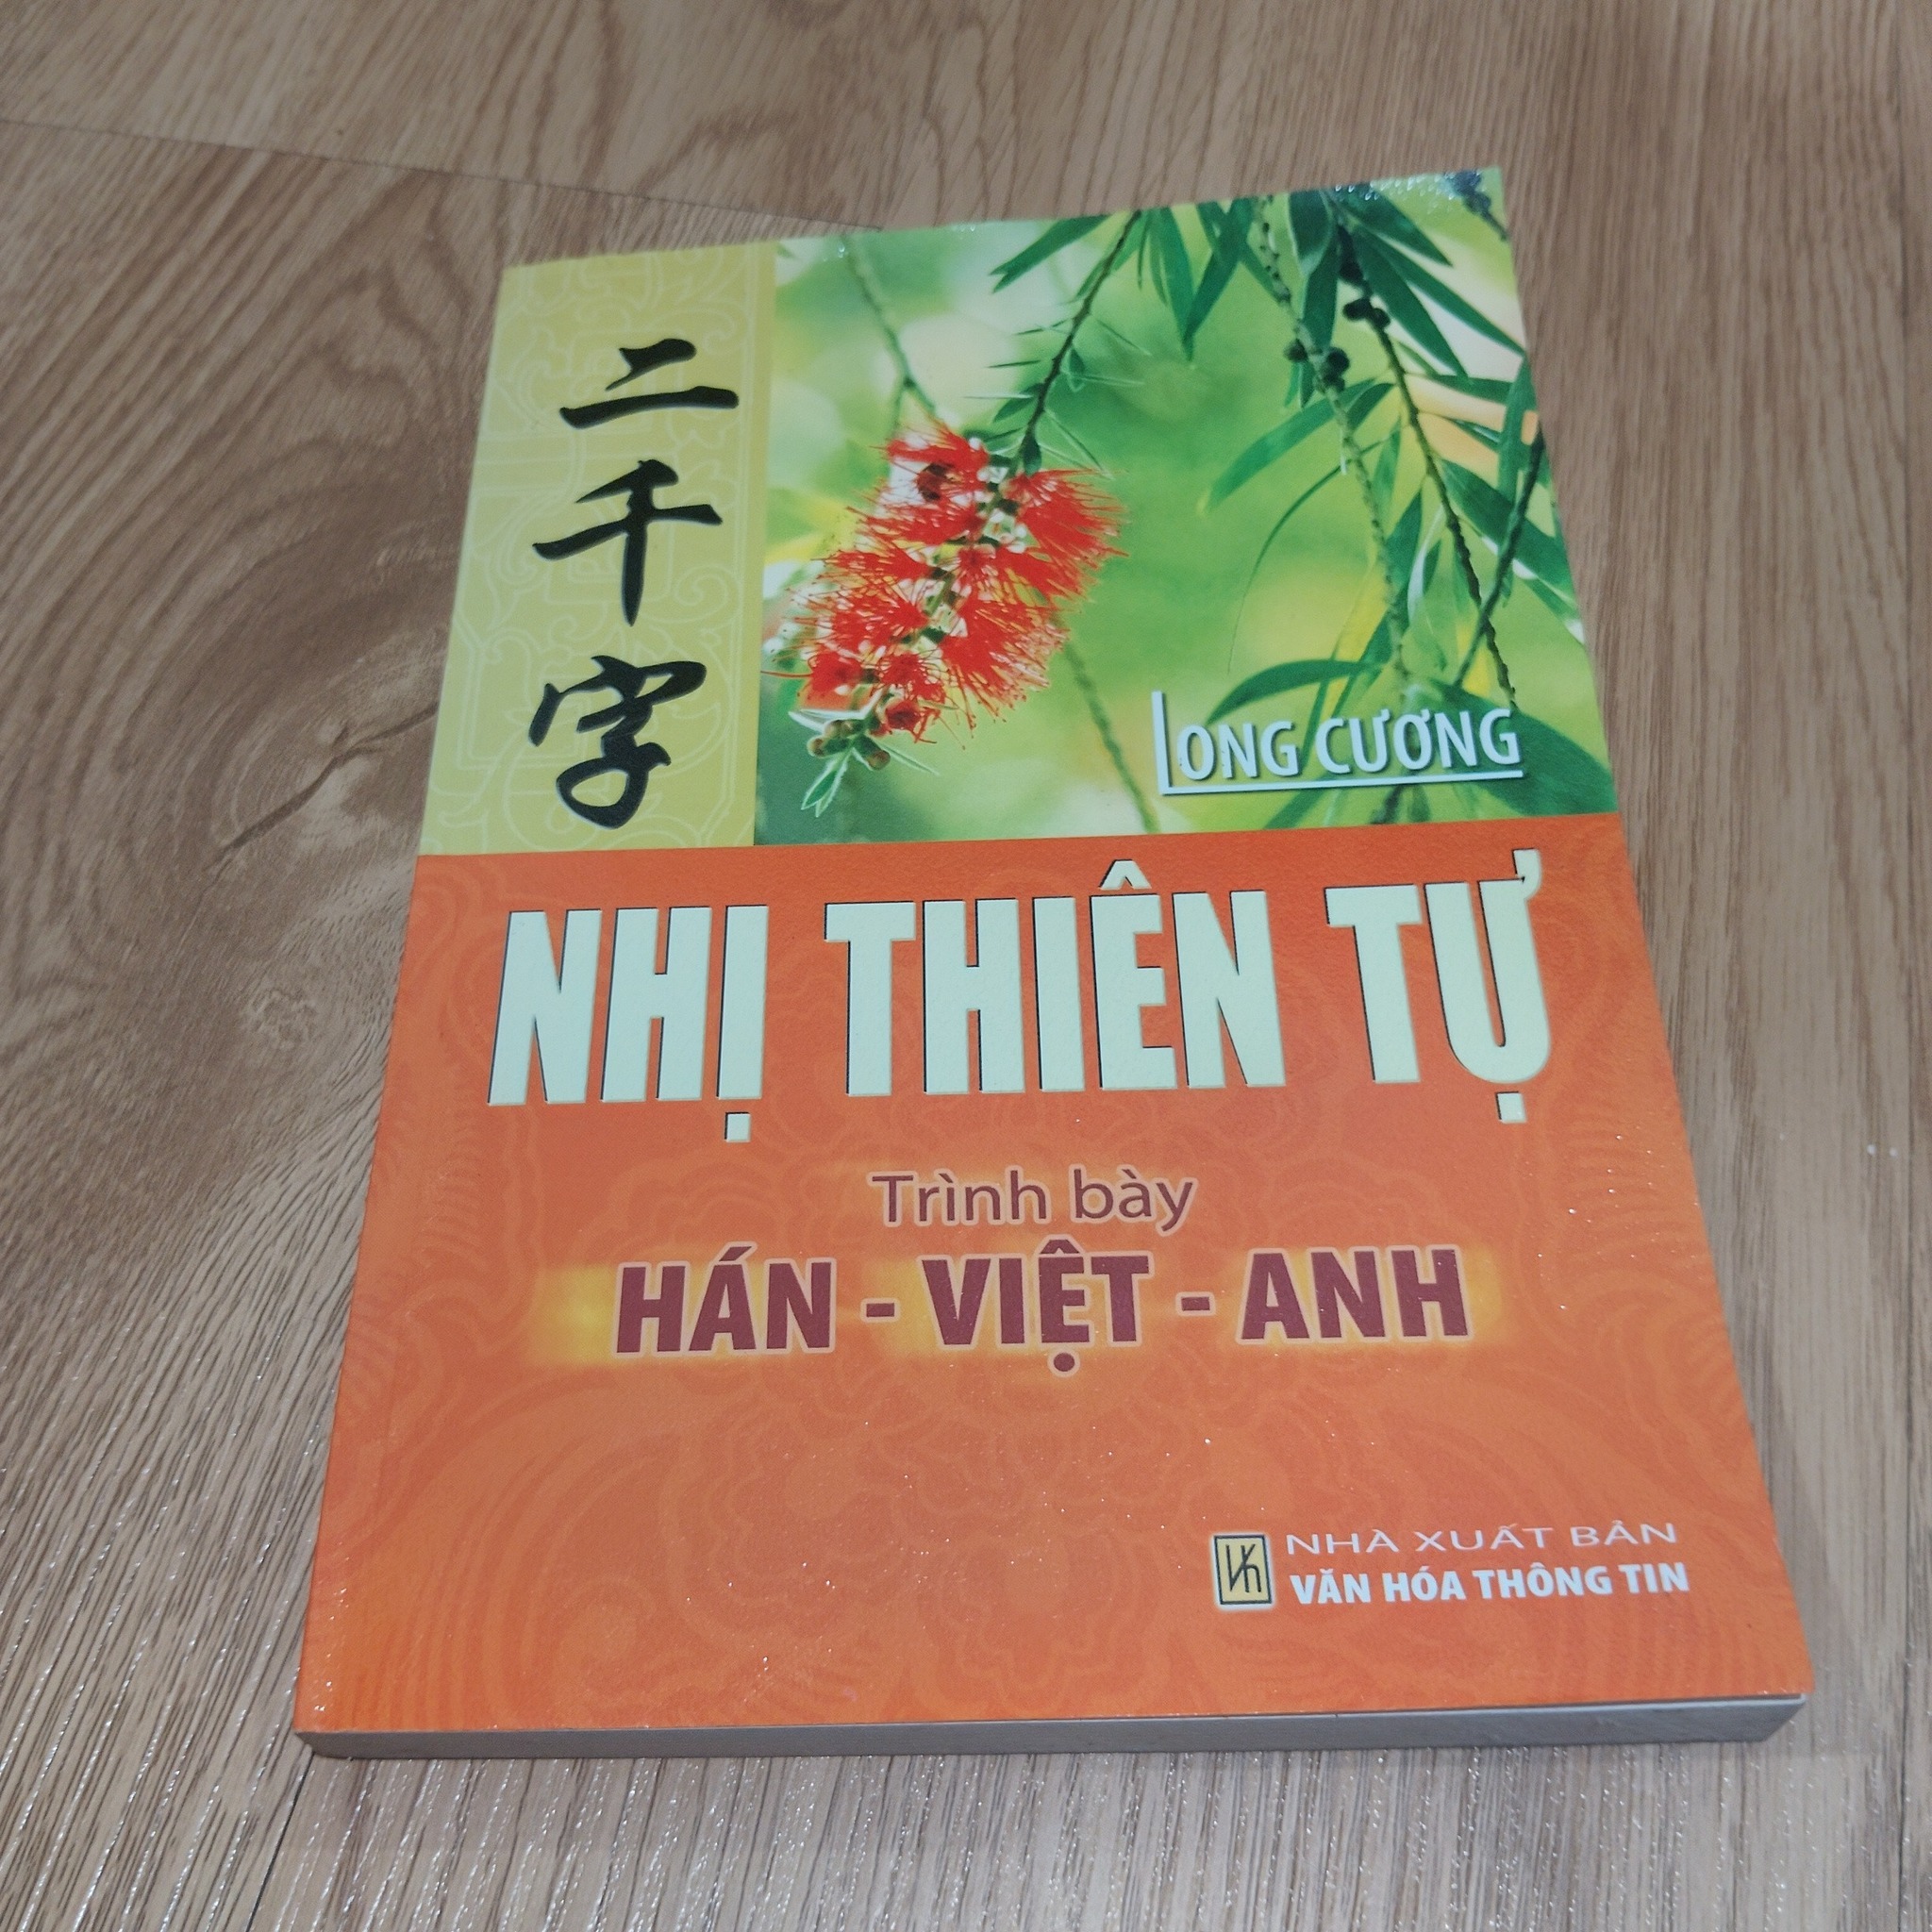 二千字
LONG CƯƠNG
NHỊ THIÊN TỰ
Trình bày
HÁN - VIỆT - ANH
NHÀ XUẤT BẢN
VĂN HÓA THÔNG TIN